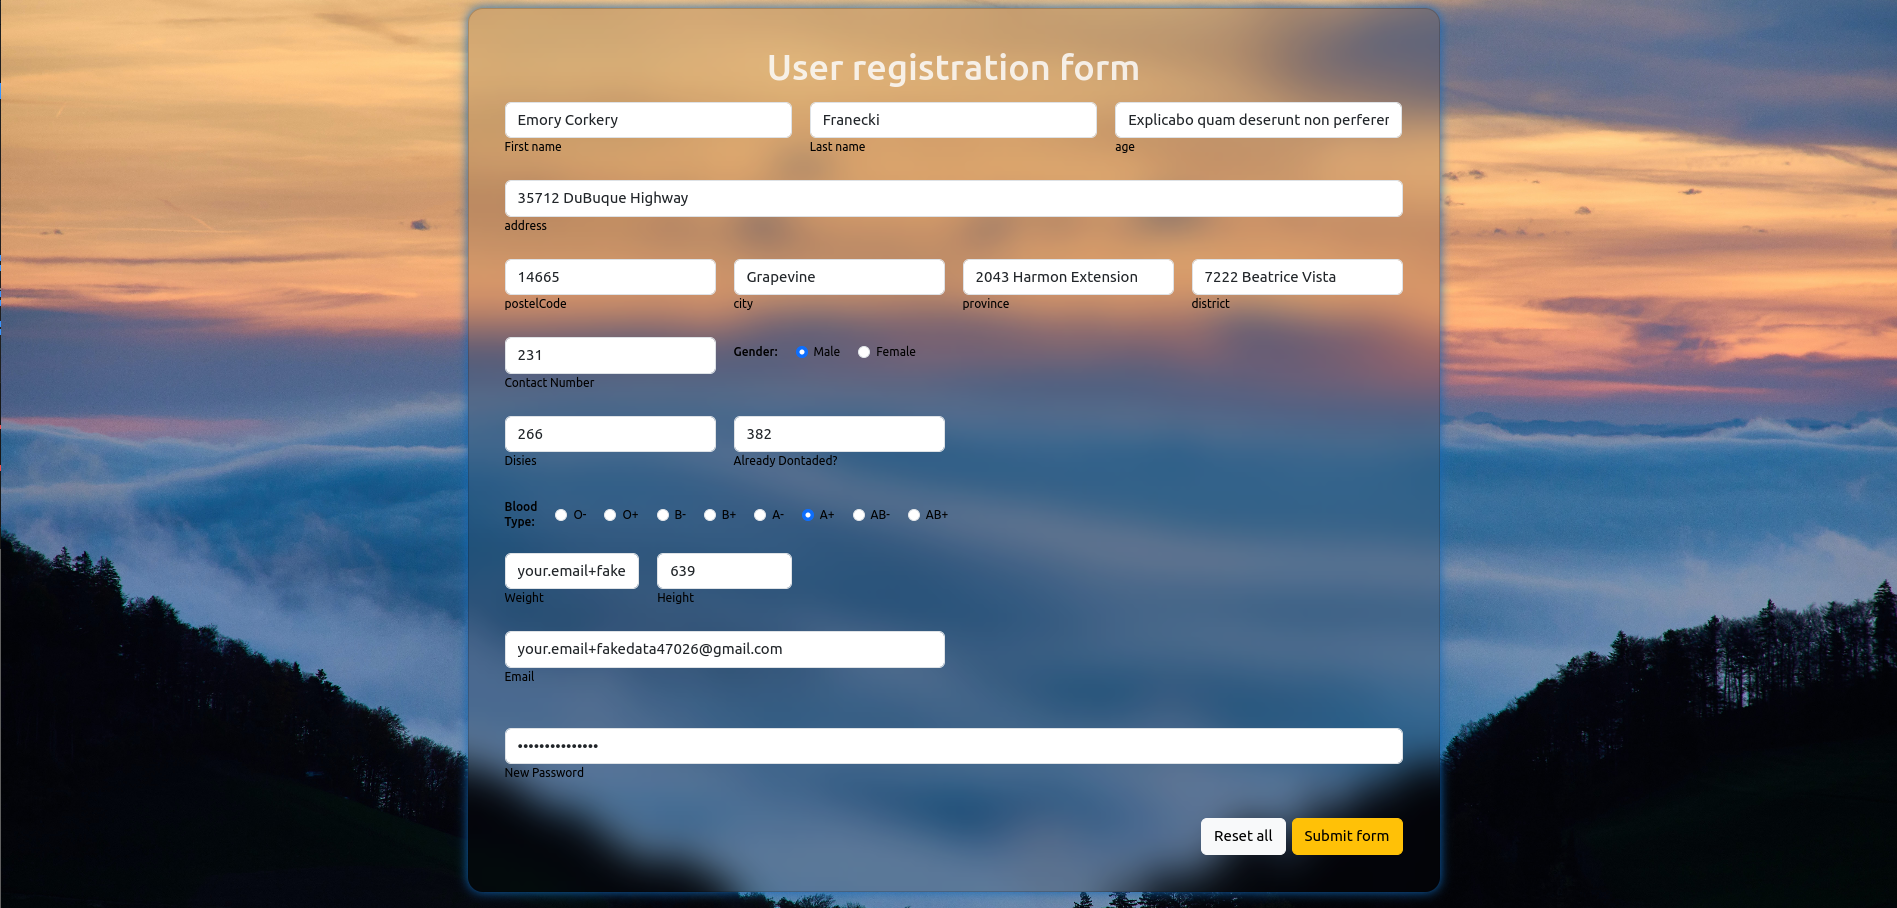 User registration form
Emory Corkery Franecki Explicabo quam deserunt non perferer
First name Last name age
35712 DuBuque Highway
address
14665 Grapevine 2043 Harmon Extension 7222 Beatrice Vista
postelCode city province district
231 Gender: Male Female
Contact Number
266 382
Disies Already Dontaded?
Blood
Type: O- O+ B- B+ A- A+ AB- AB+
your.email+fake 639
Weight Height
your.email+fakedata47026@gmail.com
Email
•••••••••••••••
New Password
Reset all Submit form